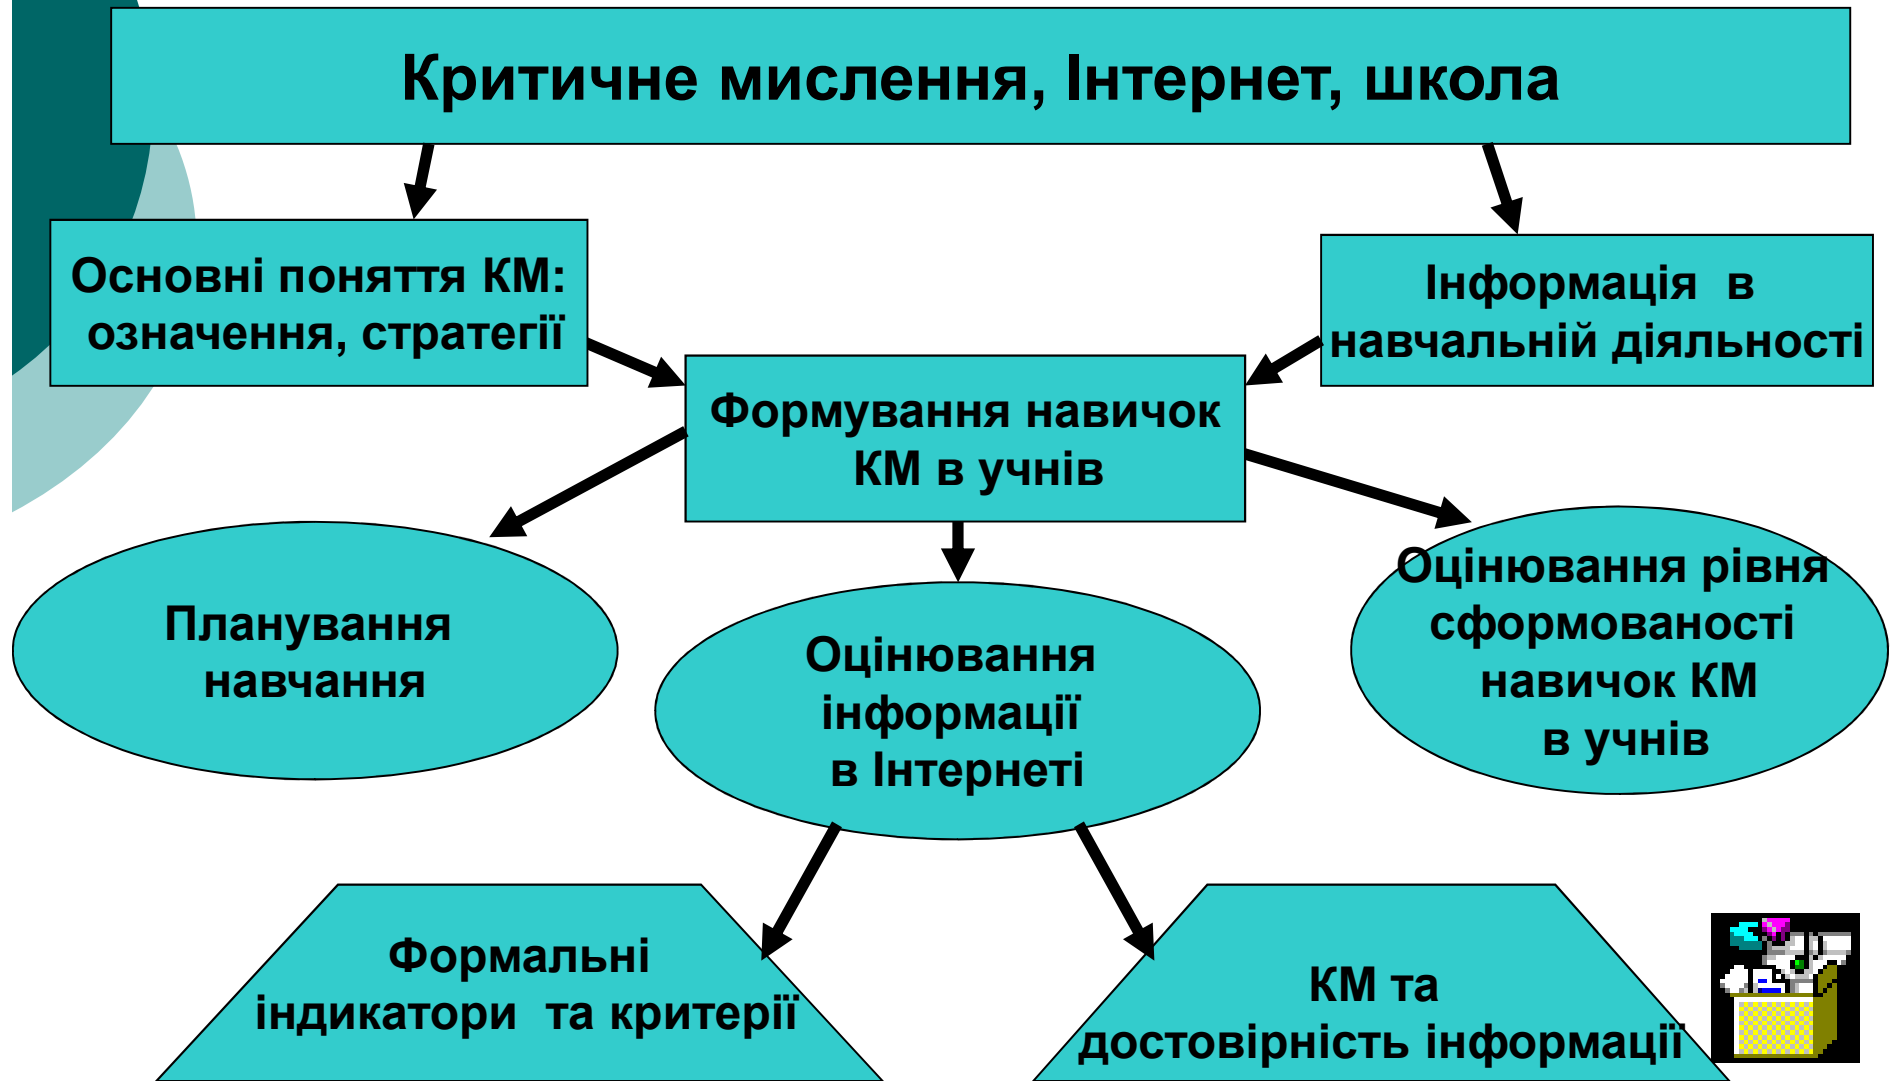 Критичне мислення, Інтернет, школа
Основні поняття КМ:
означення, стратегії
Інформація в
навчальній діяльності
Формування навичок
КМ в учнів
Планування
навчання
Оцінювання
інформації
в Інтернеті
Оцінювання рівня
сформованості
навичок КМ
в учнів
Формальні
індикатори та критерії
КМ та
достовірність інформації